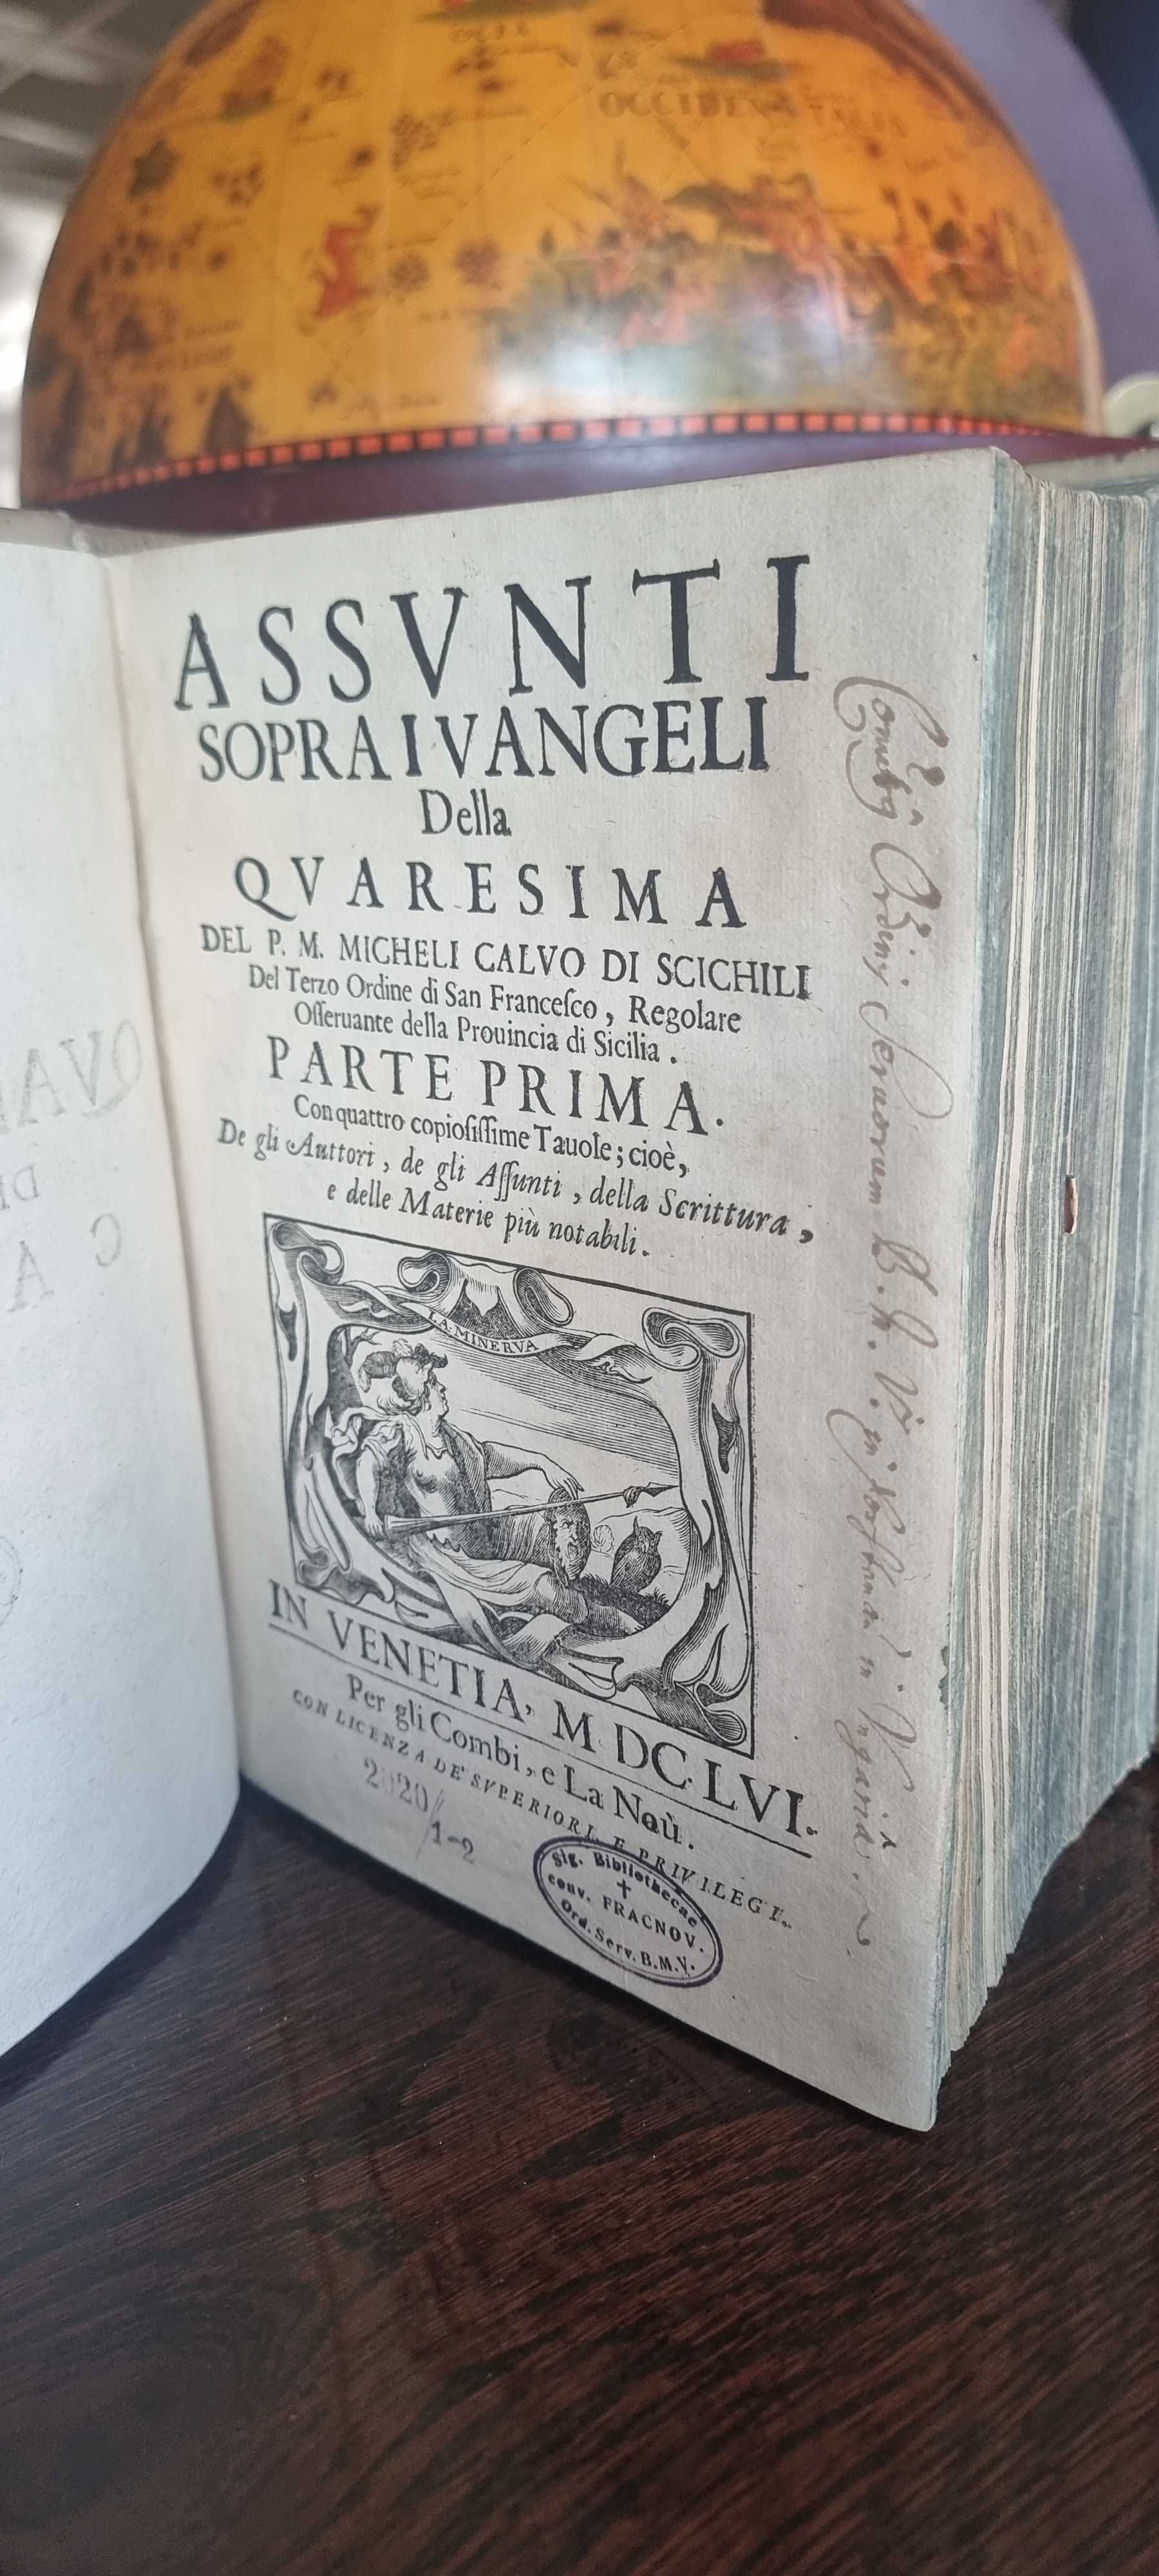 ASSVNTI
SOPRA I VANGELI
Della
QVARESIMA
DEL P. M. MICHELI CALVO DI SCICHILI
Del Terzo Ordine di San Franceſco, Regolare
Oſſeruante della Prouincia di Sicilia.
PARTE PRIMA.
Con quattro copioſiſſime Tauole; cioè,
De gli Auttori, de gli Aſſunti, della Scrittura,
e delle Materie più notabili.
LA MINERVA
IN VENETIA, M DC. LVI.
Per gli Combi, e La Noù.
CON LICENZA DE' SVPERIORI, E PRIVILEGI.
2020/1-2
Sig. Bibliothecae
conv. FRACNOV.
Ord. Serv. B.M.V.
Ordinis Seruorum B. M. V. in
OCCIDENTALIS